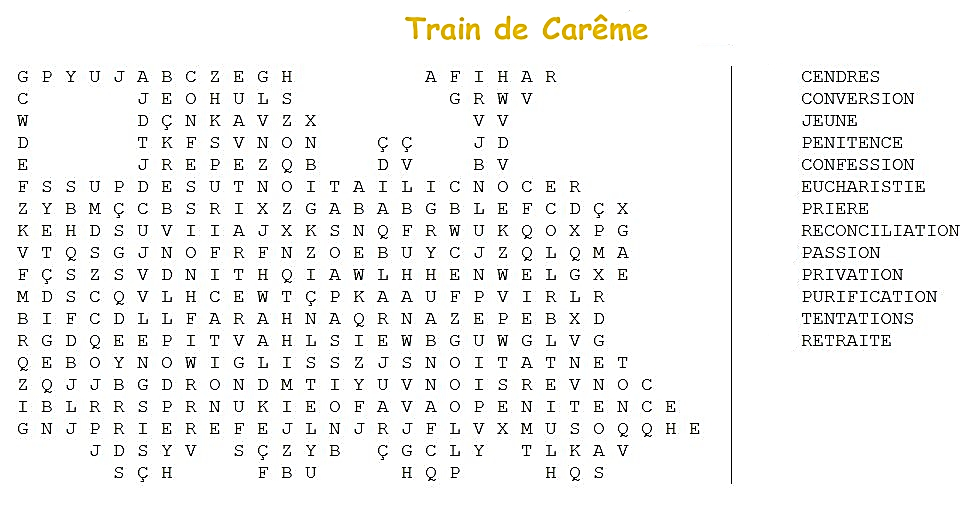 Train de Carême
G P Y U J A B C Z E G H A F I H A R CENDRES
C J E O H U L S G R W V CONVERSION
W D Ç N K A V Z X V V JEUNE
D T K F S V N O N Ç Ç J D PENITENCE
E J R E P E Z Q B D V B V CONFESSION
F S S U P D E S U T N O I T A I L I C N O C E R EUCHARISTIE
Z Y B M Ç C B S R I X Z G A B A B G B L E F C D Ç X PRIERE
K E H D S U V I I A J X K S N Q F R W U K Q O X P G RECONCILIATION
V T Q S G J N O F R F N Z O E B U Y C J Z Q L Q M A PASSION
F Ç S Z S V D N I T H Q I A W L H H E N W E L G X E PRIVATION
M D S C Q V L H C E W T Ç P K A A U F P V I R L R PURIFICATION
B I F C D L L F A R A H N A Q R N A Z E P E B X D TENTATIONS
R G D Q E E P I T V A H L S I E W B G U W G L V G RETRAITE
Q E B O Y N O W I G L I S S Z J S N O I T A T N E T
Z Q J J B G D R O N D M T I Y U V N O I S R E V N O C
I B L R R S P R N U K I E O F A V A O P E N I T E N C E
G N J P R I E R E F E J L N J R J F L V X M U S O Q Q H E
J D S Y V S Ç Z Y B Ç G C L Y T L K A V
S Ç H F B U H Q P H Q S